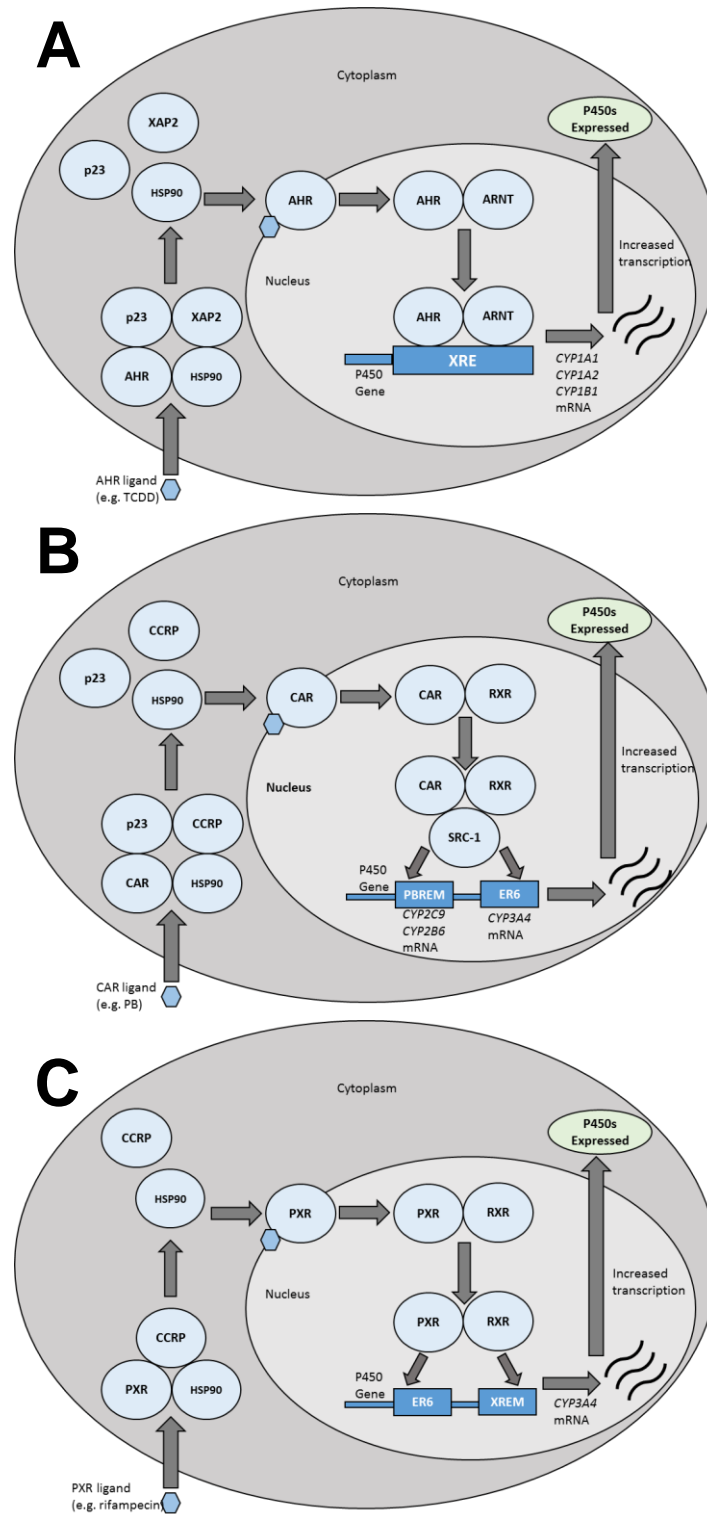 A
Cytoplasm
XAP2
P450s
Expressed
p23
HSP90
AHR
AHR
ARNT
Increased
transcription
Nucleus
p23
XAP2
AHR
ARNT
AHR
HSP90
XRE
P450
Gene
CYP1A1
CYP1A2
CYP1B1
mRNA
AHR ligand
(e.g. TCDD)
B
Cytoplasm
CCRP
P450s
Expressed
p23
HSP90
CAR
CAR
RXR
Increased
transcription
Nucleus
CAR
RXR
p23
CCRP
SRC-1
CAR
HSP90
P450
Gene
PBREM
ER6
CYP2C9
CYP2B6
mRNA
CYP3A4
mRNA
CAR ligand
(e.g. PB)
C
Cytoplasm
CCRP
P450s
Expressed
HSP90
PXR
PXR
RXR
Increased
transcription
Nucleus
PXR
RXR
CCRP
PXR
HSP90
P450
Gene
ER6
XREM
CYP3A4
mRNA
PXR ligand
(e.g. rifampecin)